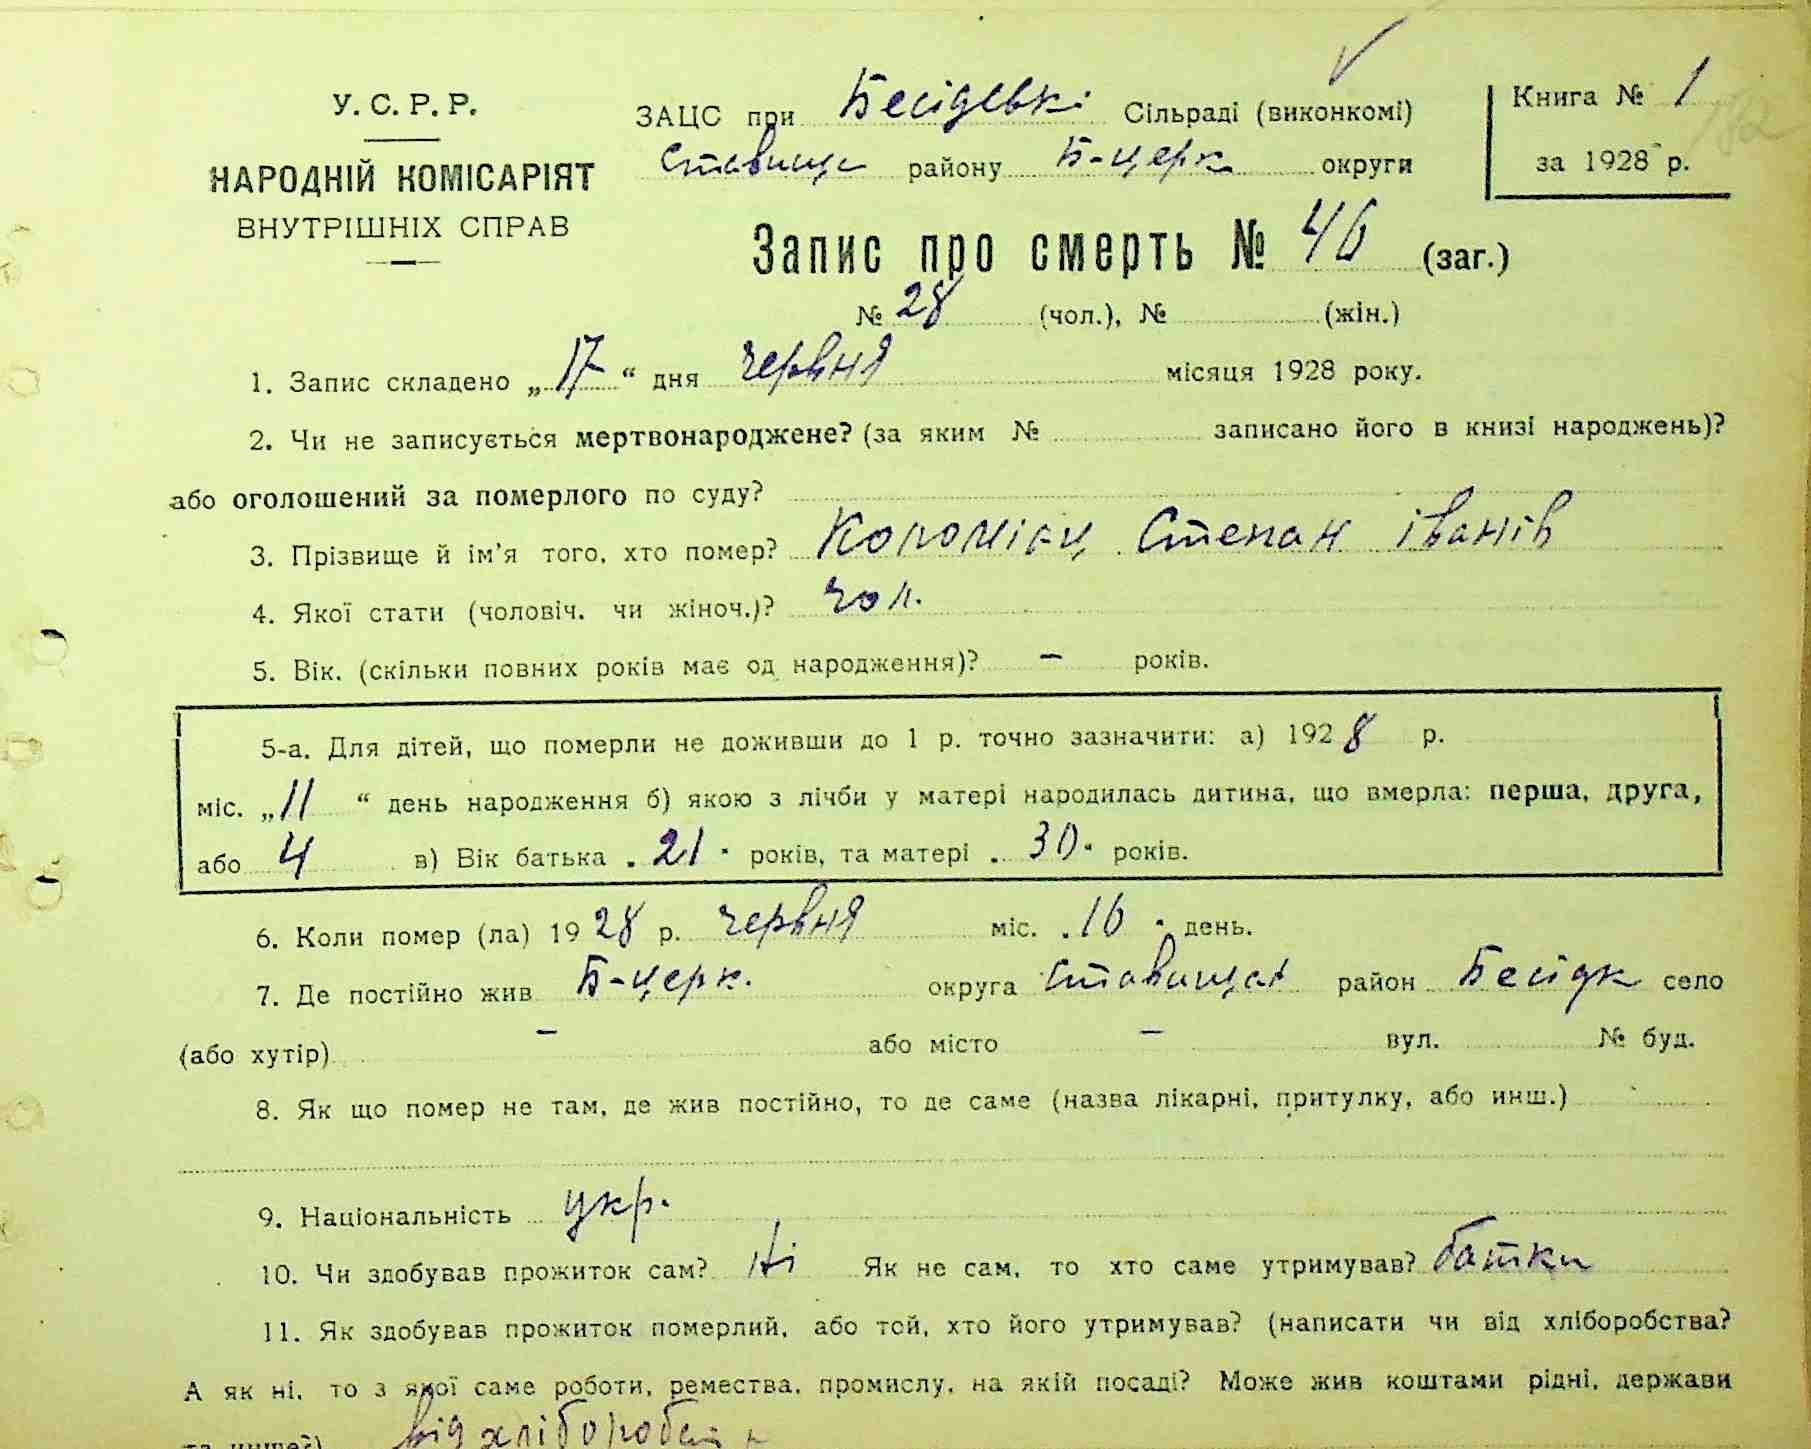 У. С. Р. Р.
НАРОДНІЙ КОМІСАРІЯТ
ВНУТРІШНІХ СПРАВ
ЗАЦС при Бесідевкі Сільраді (виконкомі)
Ставище району Б-церк округи
Книга № 1
за 1928 р.
182
Запис про смерть № 46 (заг.)
№ 28 (чол.), № (жін.)
1. Запис складено „17“ дня червня місяця 1928 року.
2. Чи не записується мертвонароджене? (за яким № записано його в книзі народжень)?
або оголошений за померлого по суду?
3. Прізвище й ім'я того, хто помер? Степан іванів
4. Якої стати (чоловіч. чи жіноч.)? чол.
5. Вік. (скільки повних років має од народження)? – років.
5-а. Для дітей, що померли не доживши до 1 р. точно зазначити: а) 1928 р.
міс. „11“ день народження б) якою з лічби у матері народилась дитина, що вмерла: перша, друга,
або 4 в) Вік батька „21“ років, та матері „30“ років.
6. Коли помер (ла) 1928 р. червня міс. „16“ день.
7. Де постійно жив Б-церк. округа район Бесідк село
(або хутір) – або місто – вул. № буд.
8. Як що помер не там, де жив постійно, то де саме (назва лікарні, притулку, або инш.)
9. Національність укр.
10. Чи здобував прожиток сам? Ні Як не сам, то хто саме утримував? батки
11. Як здобував прожиток померлий, або той, хто його утримував? (написати чи від хліборобства?
А як ні, то з якої саме роботи, ремества, промислу, на якій посаді? Може жив коштами рідні, держави
та инше?) від